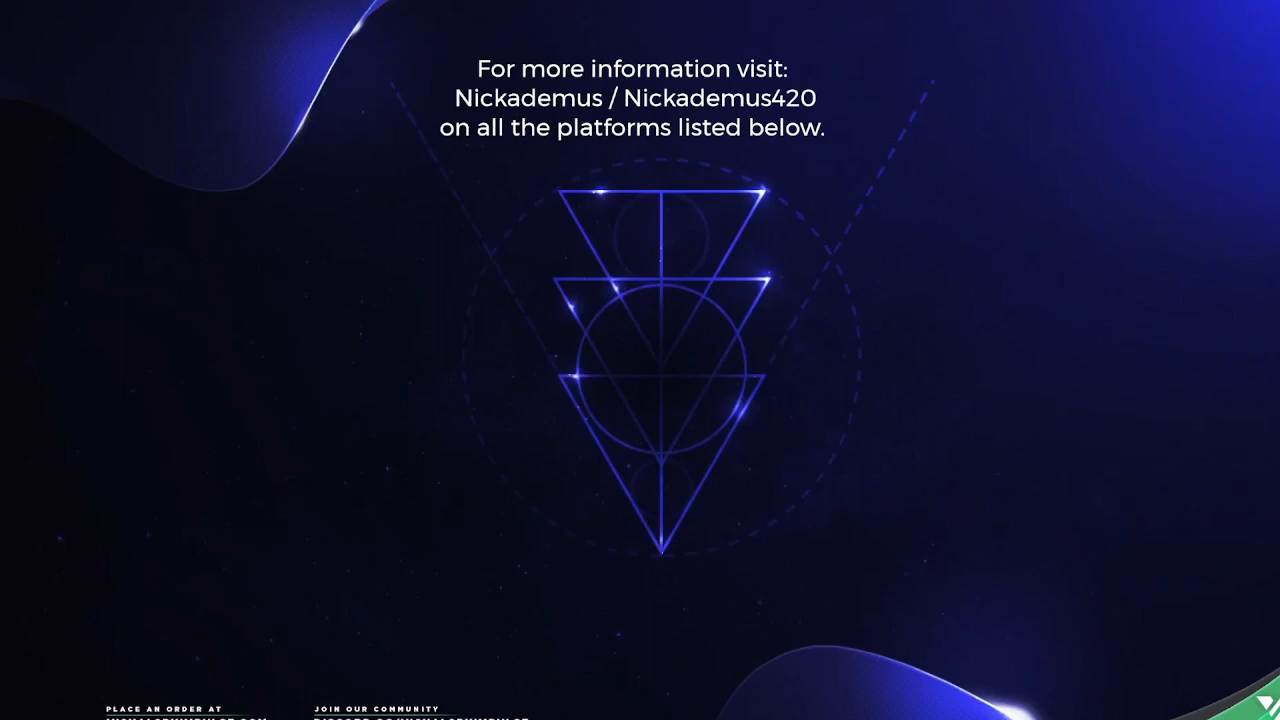 For more information visit:
Nickademus / Nickademus420
on all the platforms listed below.
PLACE AN ORDER AT
JOIN OUR COMMUNITY